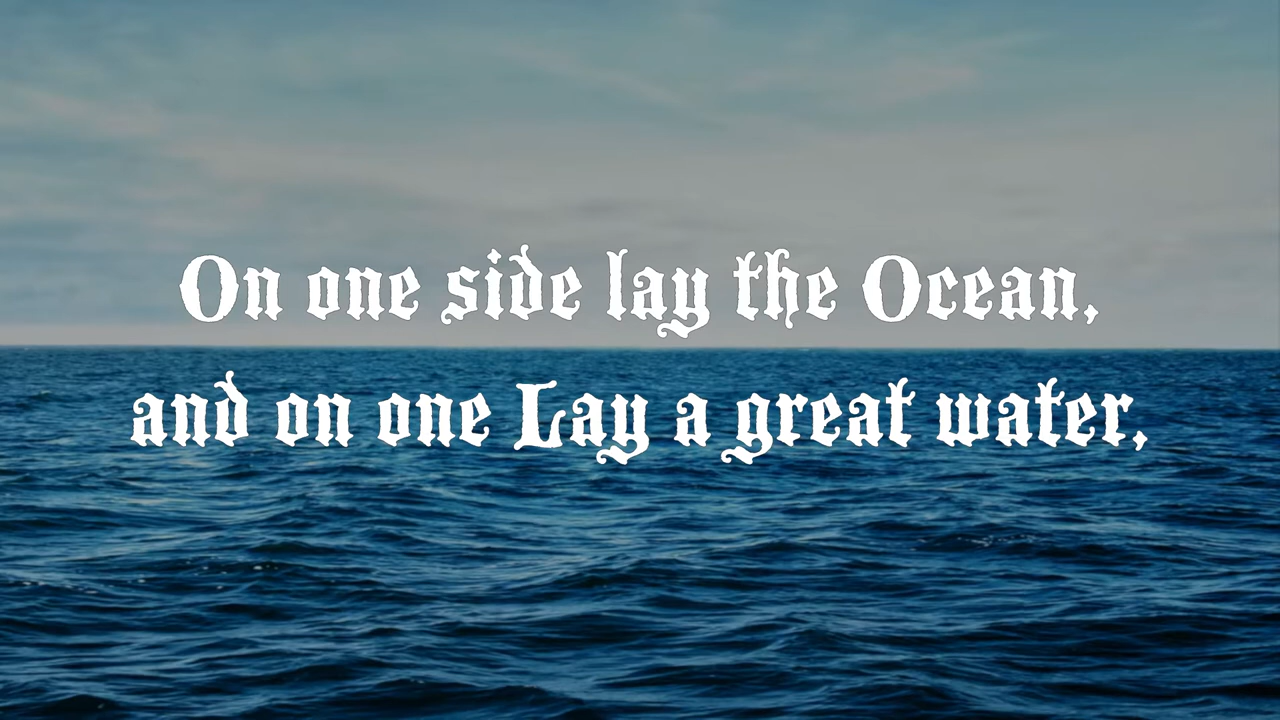 On one side lay the Ocean,
and on one Lay a great water,